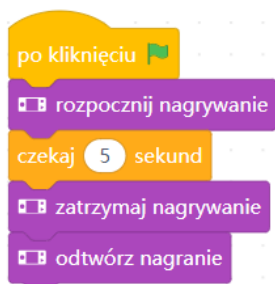 po kliknięciu
rozpocznij nagrywanie
czekaj 5 sekund
zatrzymaj nagrywanie
odtwórz nagranie